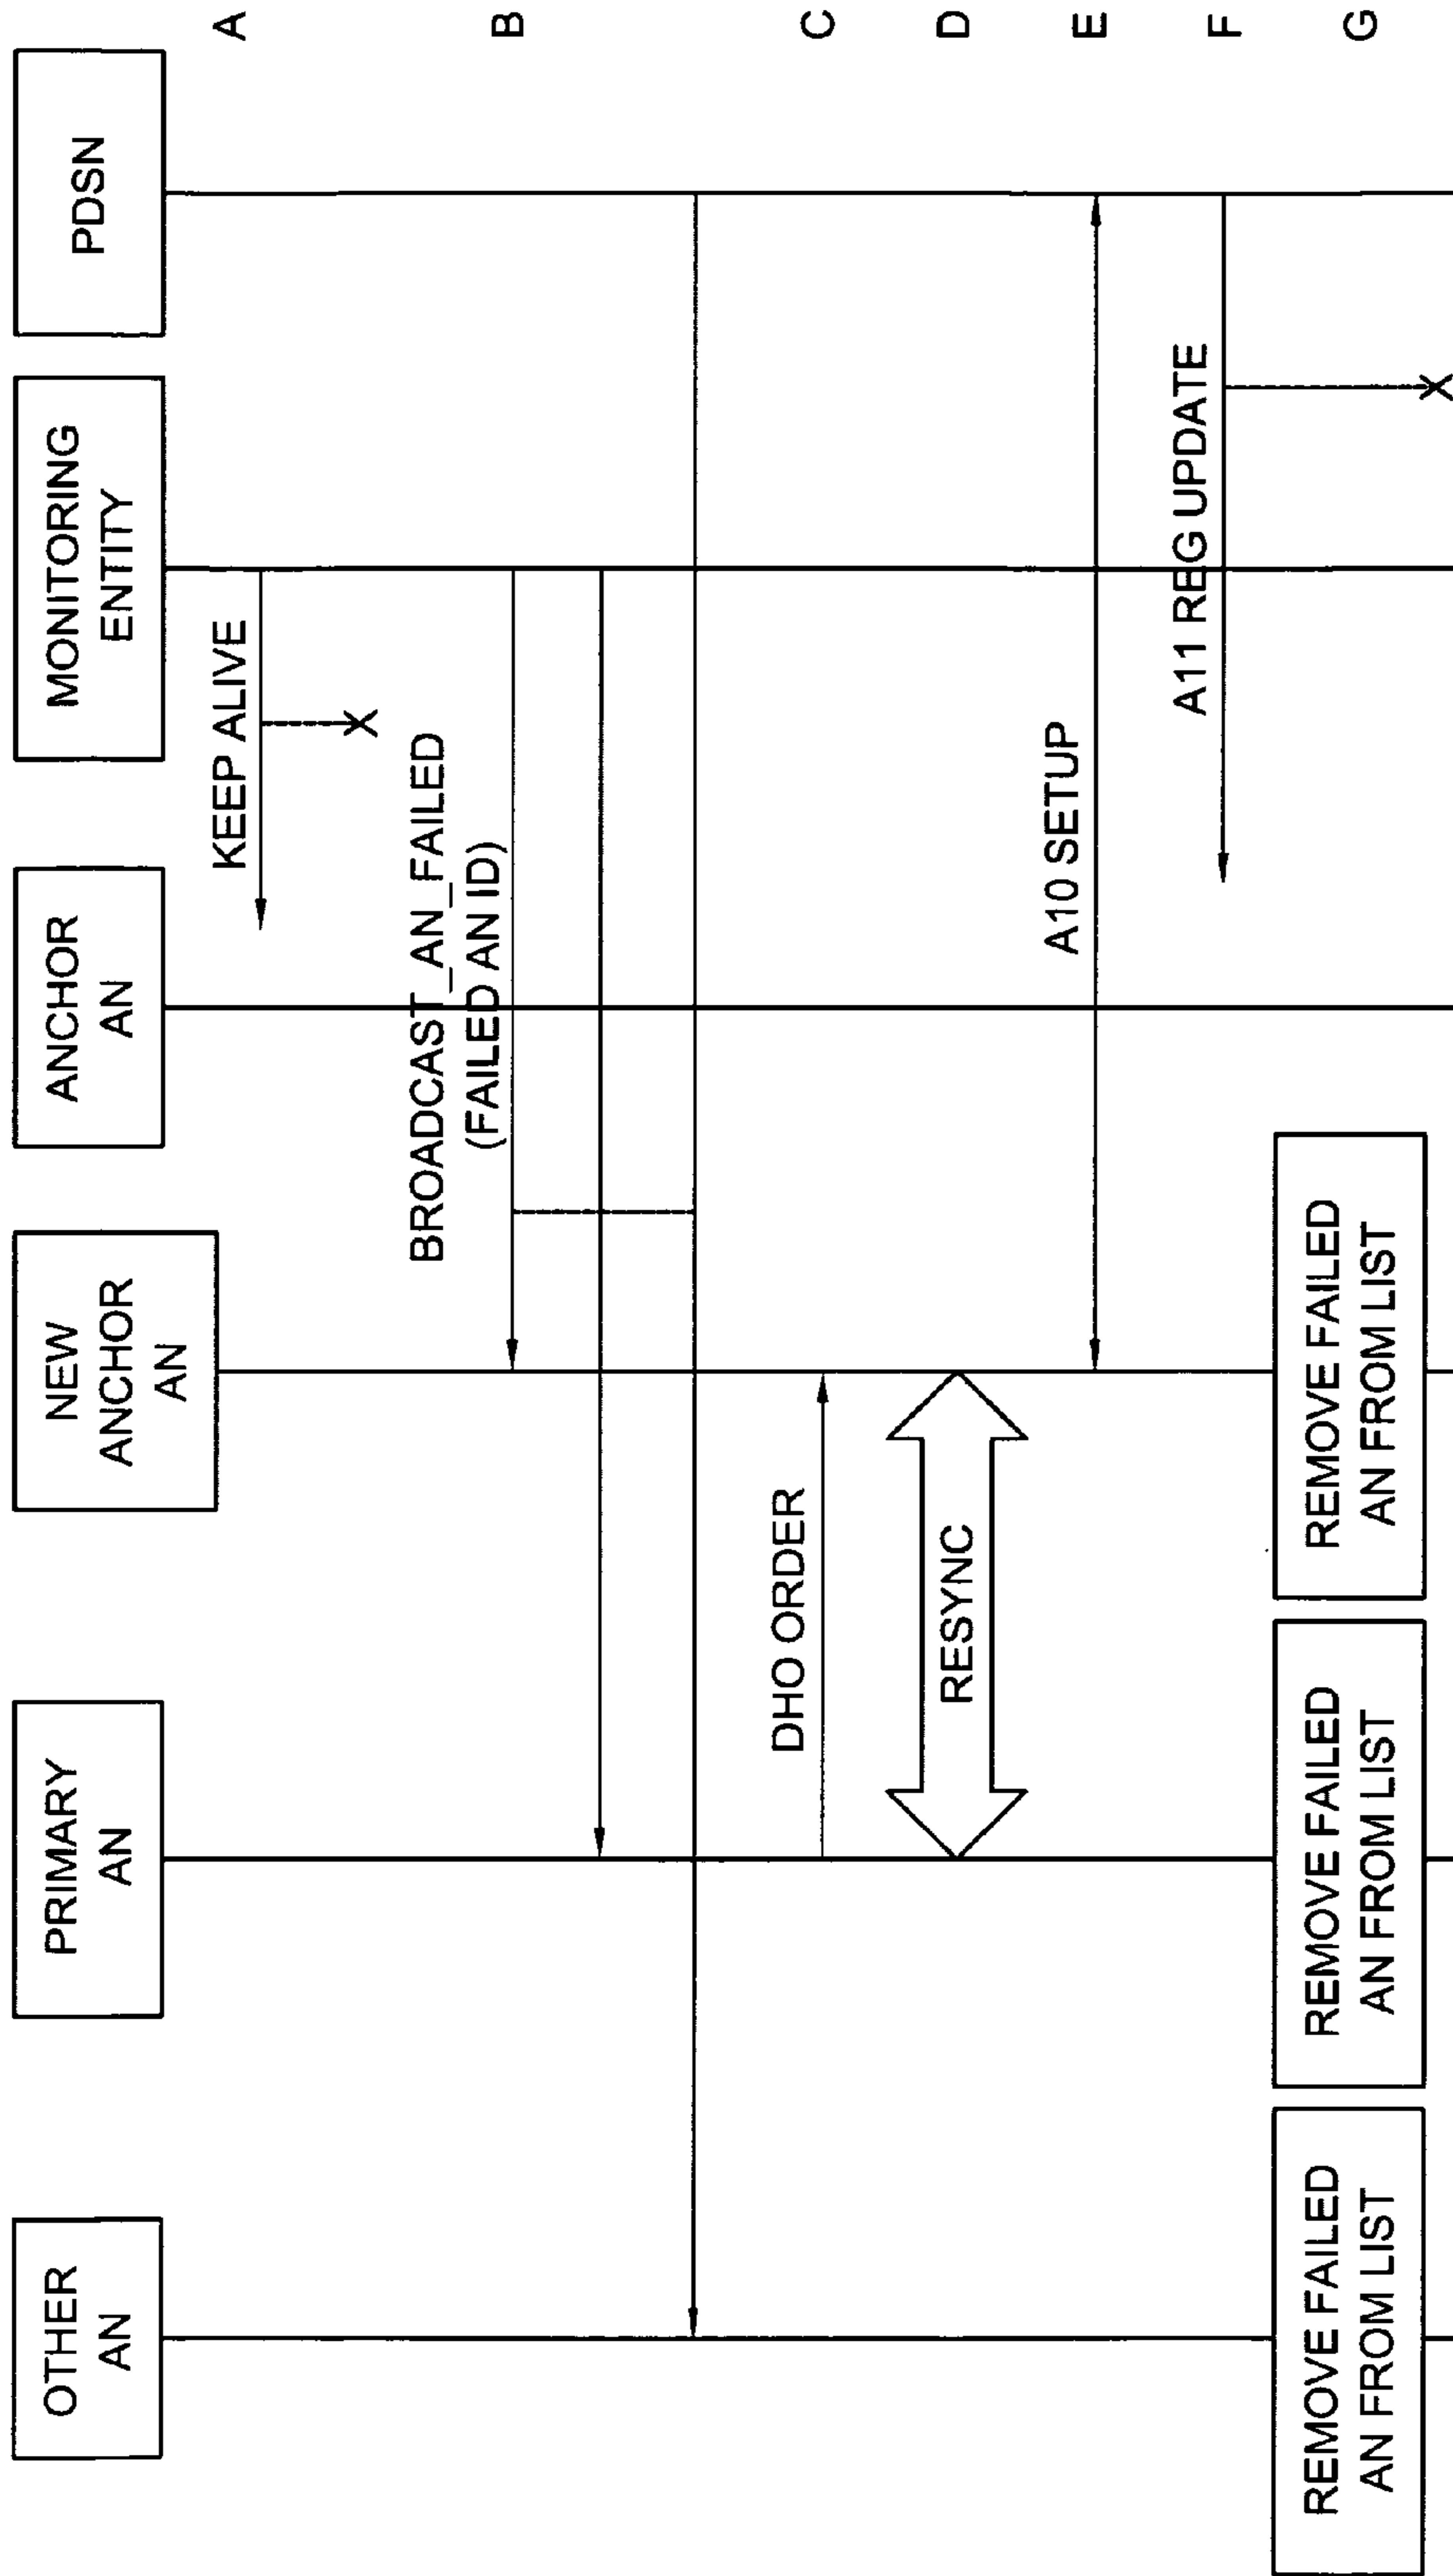 OTHER
AN
PRIMARY
AN
NEW
ANCHOR
AN
ANCHOR
AN
MONITORING
ENTITY
PDSN
KEEP ALIVE
A
BROADCAST_AN_FAILED
(FAILED AN ID)
B
DHO ORDER
C
RESYNC
D
A10 SETUP
E
A11 REG UPDATE
F
REMOVE FAILED
AN FROM LIST
REMOVE FAILED
AN FROM LIST
REMOVE FAILED
AN FROM LIST
X
X
G